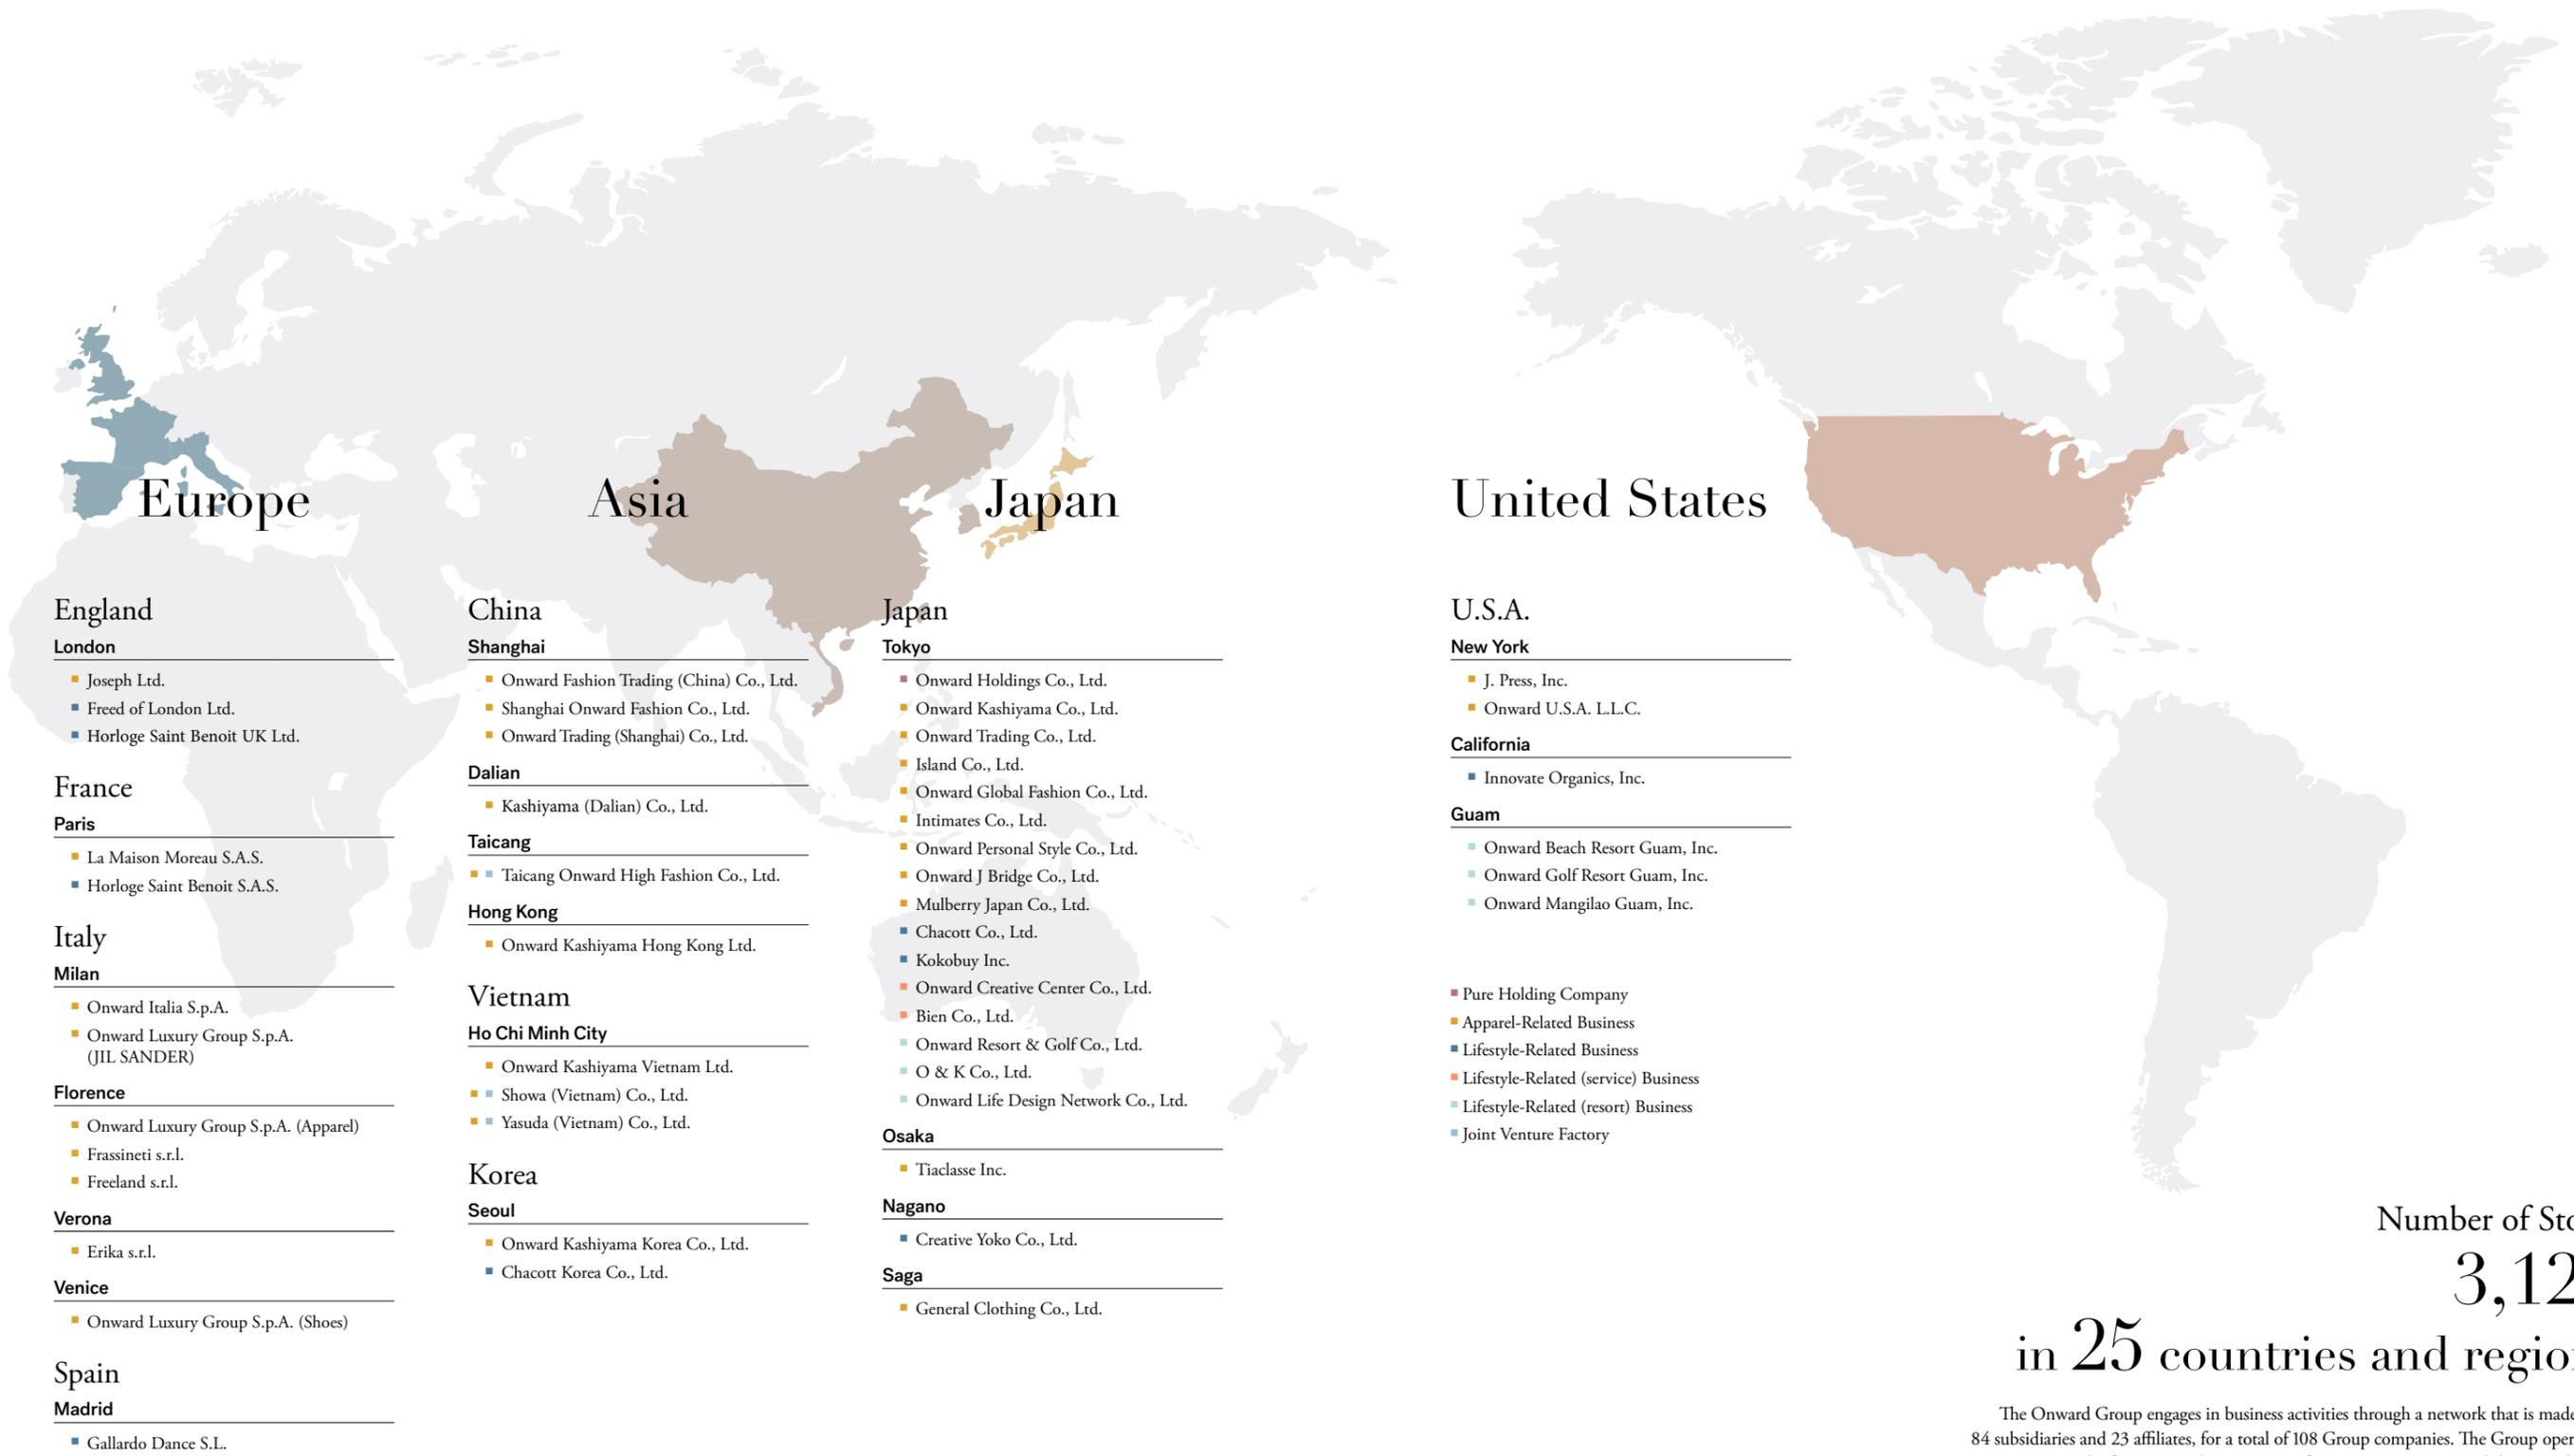 Europe
England
London
Joseph Ltd.
Freed of London Ltd.
Horloge Saint Benoit UK Ltd.
France
Paris
La Maison Moreau S.A.S.
Horloge Saint Benoit S.A.S.
Italy
Milan
Onward Italia S.p.A.
Onward Luxury Group S.p.A.
(JIL SANDER)
Florence
Onward Luxury Group S.p.A. (Apparel)
Frassineti s.r.l.
Freeland s.r.l.
Verona
Erika s.r.l.
Venice
Onward Luxury Group S.p.A. (Shoes)
Spain
Madrid
Gallardo Dance S.L.
Asia
China
Shanghai
Onward Fashion Trading (China) Co., Ltd.
Shanghai Onward Fashion Co., Ltd.
Onward Trading (Shanghai) Co., Ltd.
Dalian
Kashiyama (Dalian) Co., Ltd.
Taicang
Taicang Onward High Fashion Co., Ltd.
Hong Kong
Onward Kashiyama Hong Kong Ltd.
Vietnam
Ho Chi Minh City
Onward Kashiyama Vietnam Ltd.
Showa (Vietnam) Co., Ltd.
Yasuda (Vietnam) Co., Ltd.
Korea
Seoul
Onward Kashiyama Korea Co., Ltd.
Chacott Korea Co., Ltd.
Japan
Japan
Tokyo
Onward Holdings Co., Ltd.
Onward Kashiyama Co., Ltd.
Onward Trading Co., Ltd.
Island Co., Ltd.
Onward Global Fashion Co., Ltd.
Intimates Co., Ltd.
Onward Personal Style Co., Ltd.
Onward J Bridge Co., Ltd.
Mulberry Japan Co., Ltd.
Chacott Co., Ltd.
Kokobuy Inc.
Onward Creative Center Co., Ltd.
Bien Co., Ltd.
Onward Resort & Golf Co., Ltd.
O & K Co., Ltd.
Onward Life Design Network Co., Ltd.
Osaka
Tiaclasse Inc.
Nagano
Creative Yoko Co., Ltd.
Saga
General Clothing Co., Ltd.
United States
U.S.A.
New York
J. Press, Inc.
Onward U.S.A. L.L.C.
California
Innovate Organics, Inc.
Guam
Onward Beach Resort Guam, Inc.
Onward Golf Resort Guam, Inc.
Onward Mangilao Guam, Inc.
Pure Holding Company
Apparel-Related Business
Lifestyle-Related Business
Lifestyle-Related (service) Business
Lifestyle-Related (resort) Business
Joint Venture Factory
Number of
3,12
in 25 countries and
The Onward Group engages in business activities through a network that is made
84 subsidiaries and 23 affiliates, for a total of 108 Group companies. The Group